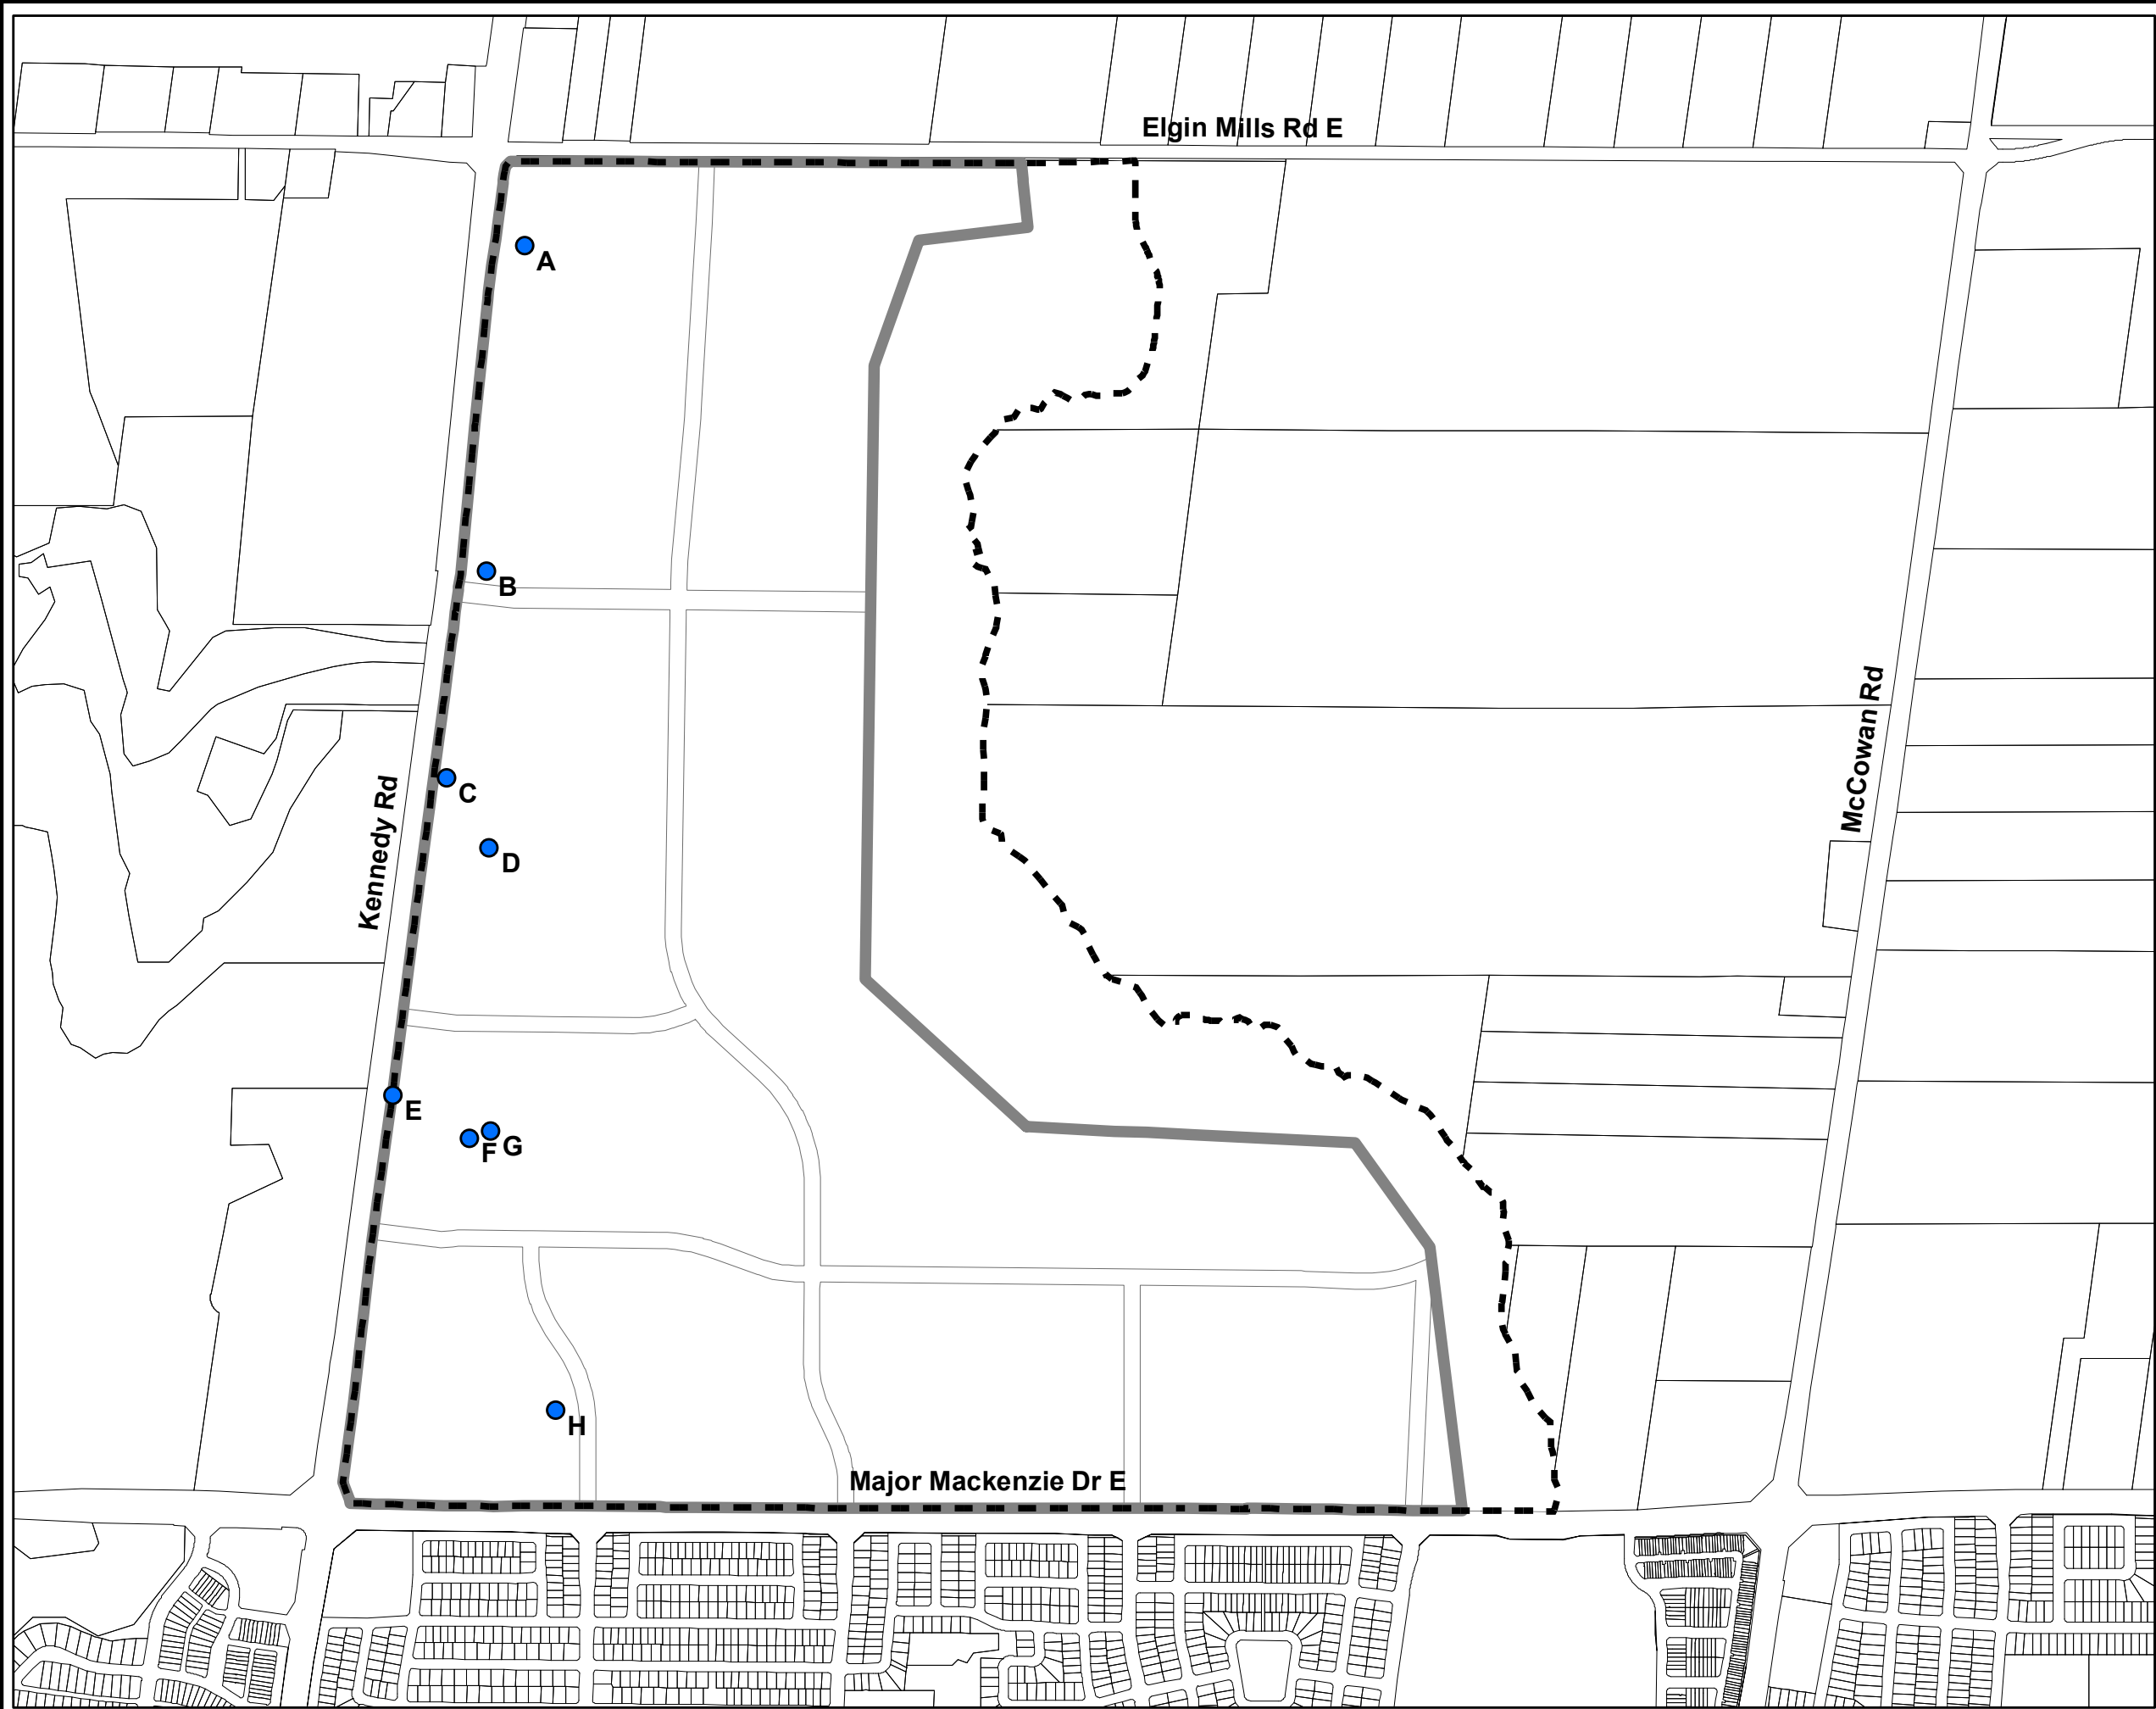 Elgin Mills Rd E
A
B
McCowan Rd
Kennedy Rd
C
D
E
F
G
H
Major Mackenzie Dr E